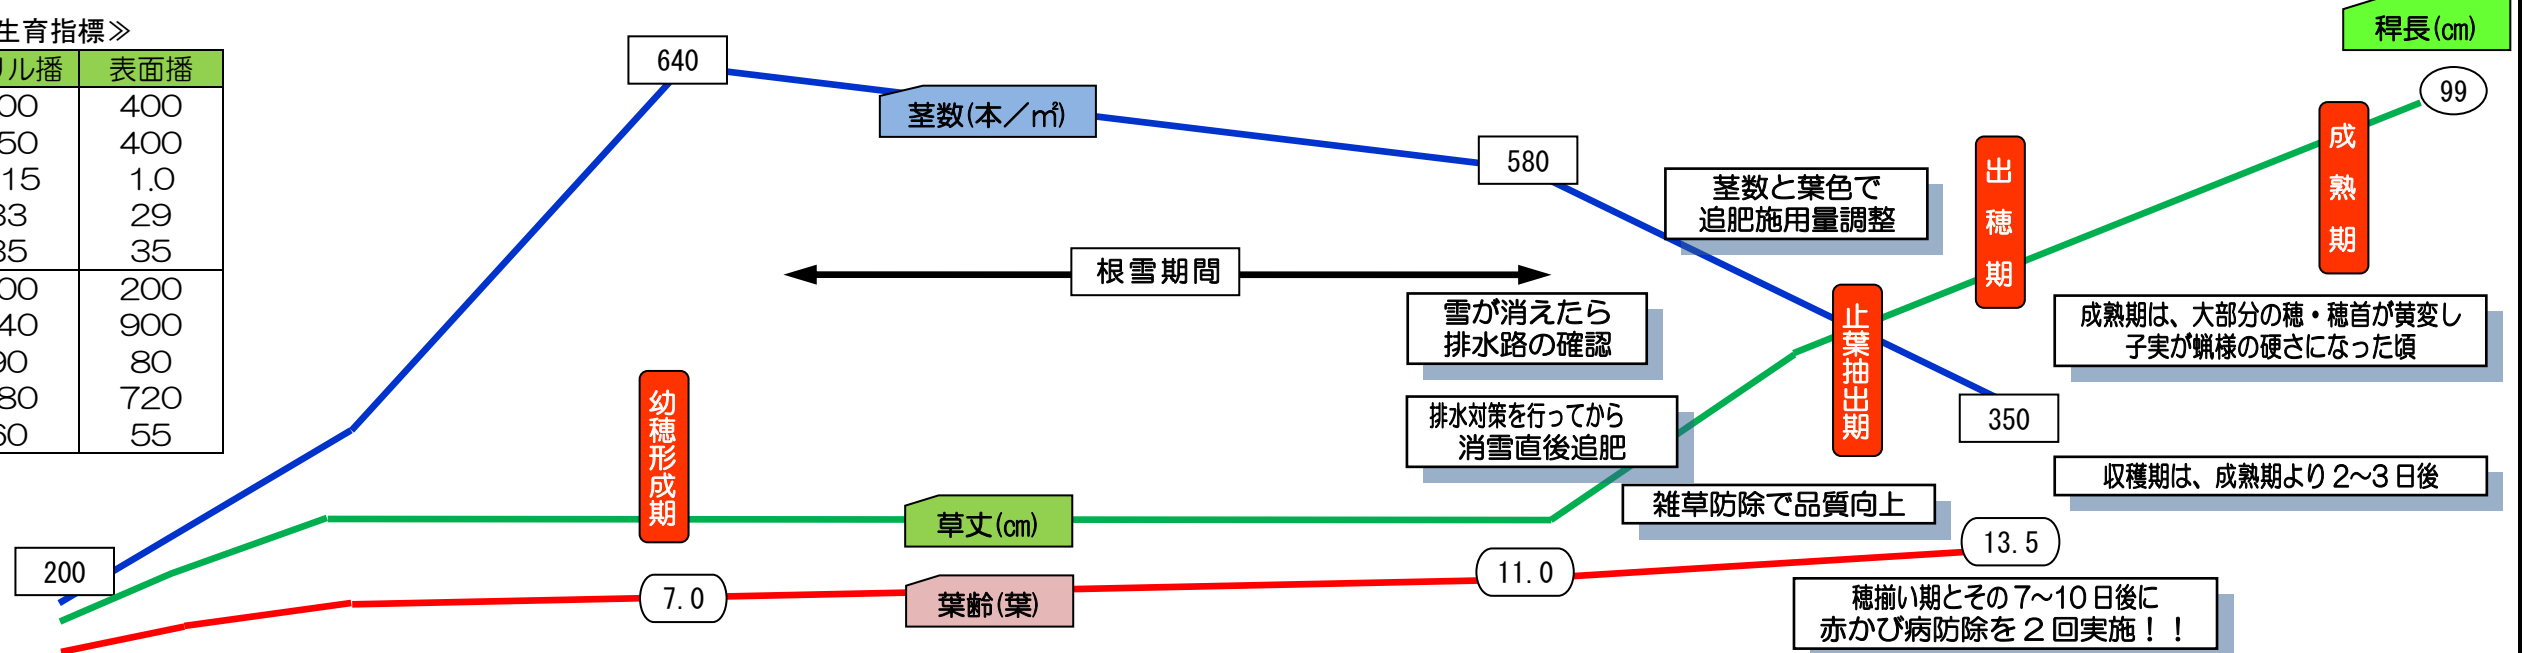 生育指標≫
リル播 表面播
00 400
50 400
15 1.0
33 29
35 35
00 200
40 900
90 80
80 720
60 55
稈長(㎝)
99
640
茎数(本／㎡)
580
茎数と葉色で
追肥施用量調整
出穂期
成熟期
根雪期間
雪が消えたら
排水路の確認
止葉抽出期
成熟期は、大部分の穂・穂首が黄変し
子実が蝋様の硬さになった頃
幼穂形成期
排水対策を行ってから
消雪直後追肥
350
収穫期は、成熟期より２～３日後
雑草防除で品質向上
草丈(㎝)
200
7.0
葉齢(葉)
11.0
13.5
穂揃い期とその７～１０日後に
赤かび病防除を２回実施！！